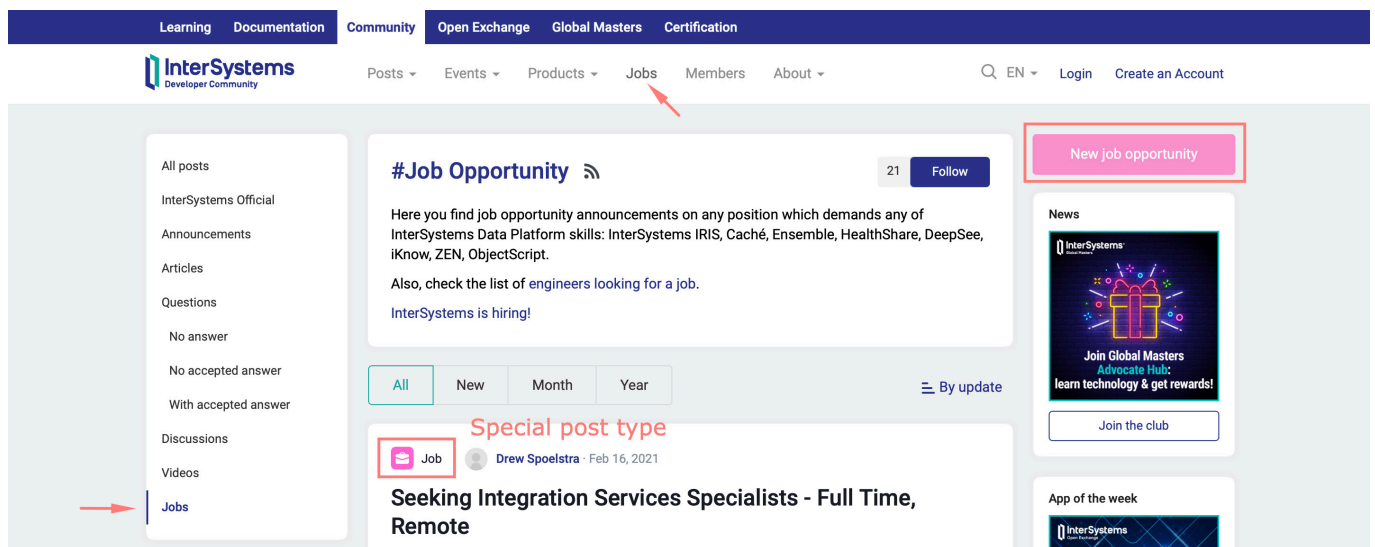 Learning Documentation Community Open Exchange Global Masters Certification
InterSystems
Developer Community
Posts Events Products Jobs Members About EN Login Create an Account
All posts
InterSystems Official
Announcements
Articles
Questions
No answer
No accepted answer
With accepted answer
Discussions
Videos
Jobs
#Job Opportunity
21 Follow
Here you find job opportunity announcements on any position which demands any of
InterSystems Data Platform skills: InterSystems IRIS, Caché, Ensemble, HealthShare, DeepSee,
iKnow, ZEN, ObjectScript.
Also, check the list of engineers looking for a job.
InterSystems is hiring!
All New Month Year
By update
Special post type
Job Drew Spoelstra · Feb 16, 2021
Seeking Integration Services Specialists - Full Time,
Remote
New job opportunity
News
InterSystems
Global Masters
Join Global Masters
Advocate Hub:
learn technology & get rewards!
Join the club
App of the week
InterSystems
Open Exchange